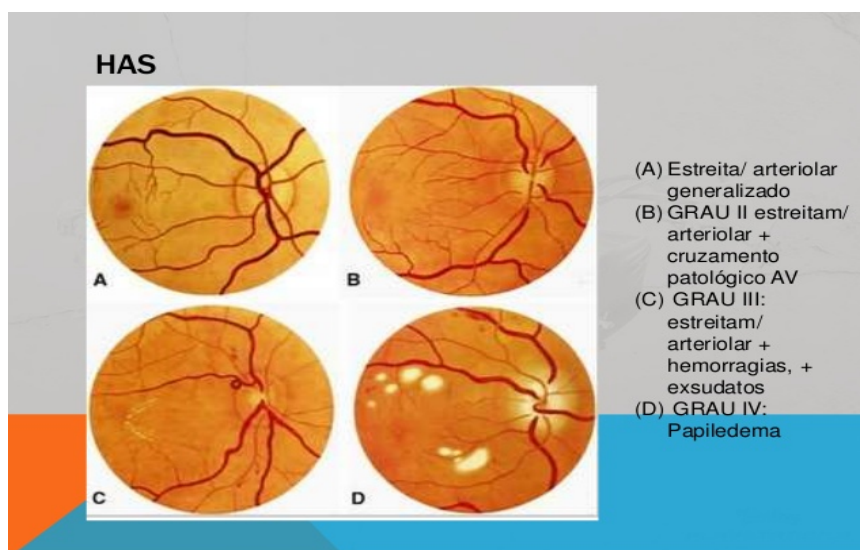 HAS
A
B
C
D
(A) Estreita/ arteriolar
generalizado
(B) GRAU II estreitam/
arteriolar +
cruzamento
patológico AV
(C) GRAU III:
estreitam/
arteriolar +
hemorragias, +
exsudatos
(D) GRAU IV:
Papiledema